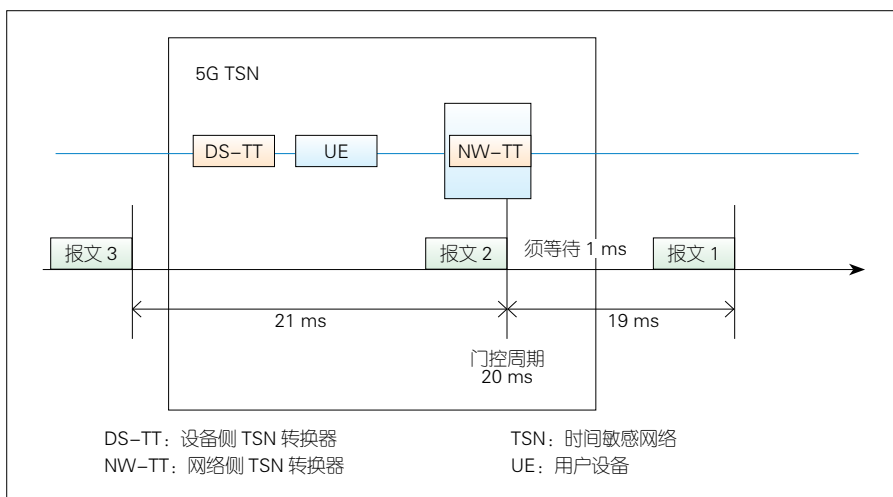 5G TSN
DS-TT UE NW-TT
报文 3 报文 2 须等待 1 ms 报文 1
21 ms 19 ms
门控周期
20 ms
DS-TT：设备侧 TSN 转换器 TSN：时间敏感网络
NW-TT：网络侧 TSN 转换器 UE：用户设备